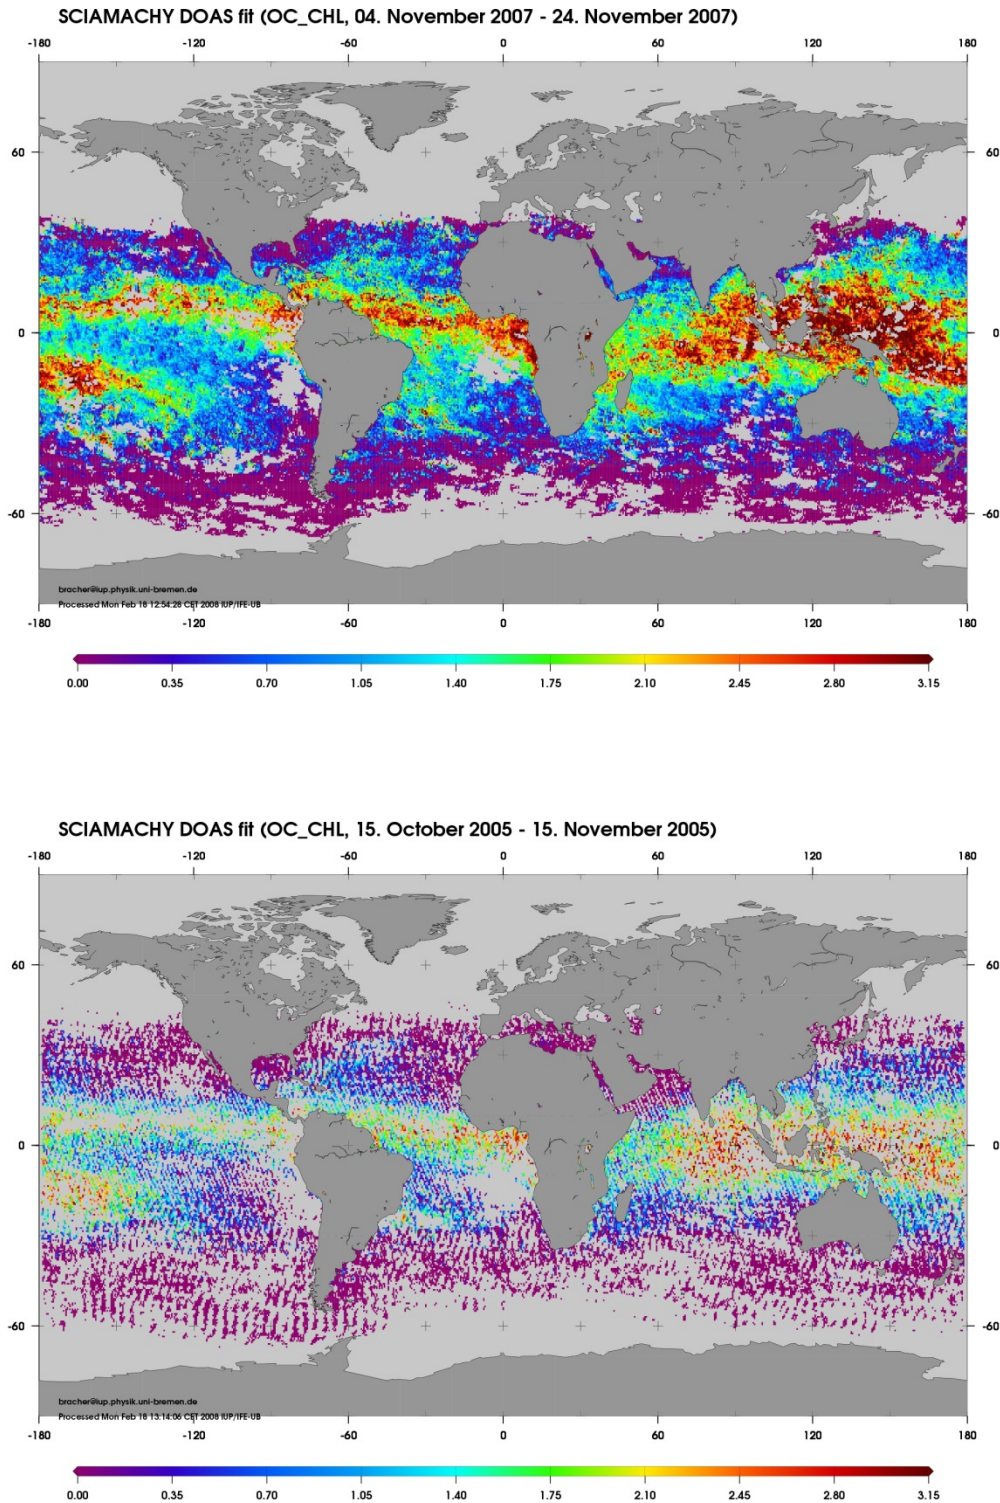 SCIAMACHY DOAS fit (OC_CHL, 04. November 2007 - 24. November 2007)
-180 -60 0 60 180
60 60
0 0
-60 -60
bracher@iup.physik.uni-bremen.de
Processed Mon Feb 18 12:54:28 CET 2008 IUP/IFE-UB
-180 -120 -60 0 60 120 180
0.00 0.35 0.70 1.05 1.40 1.75 2.10 2.45 2.80 3.15
SCIAMACHY DOAS fit (OC_CHL, 15. October 2005 - 15. November 2005)
-180 -60 0 60 180
60 60
0 0
-60 -60
bracher@iup.physik.uni-bremen.de
Processed Mon Feb 18 13:14:06 CET 2008 IUP/IFE-UB
-180 -120 -60 0 60 120 180
0.00 0.35 0.70 1.05 1.40 1.75 2.10 2.45 2.80 3.15